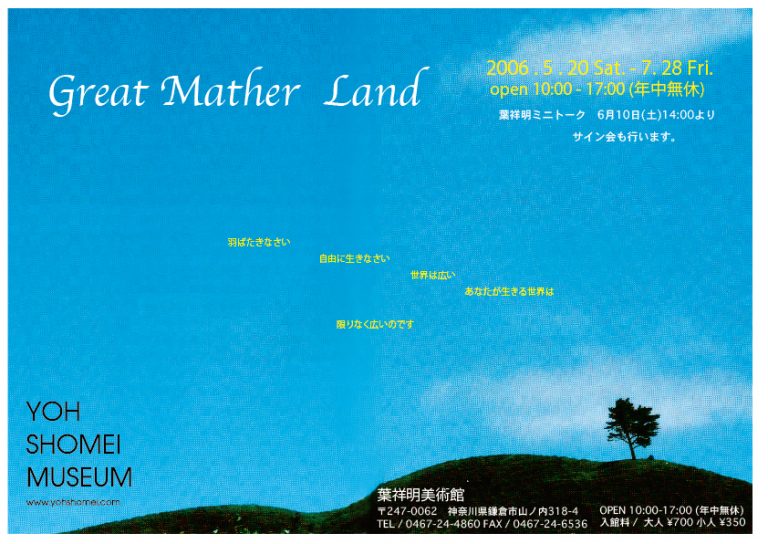 Great Mather Land
2006 . 5 . 20 Sat. - 7. 28 Fri.
open 10:00 - 17:00 (年中無休)
葉祥明ミニトーク　6月10日(土)14:00より
サイン会も行います。
羽ばたきなさい
自由に生きなさい
世界は広い
あなたが生きる世界は
限りなく広いのです
YOH
SHOMEI
MUSEUM
www.yohshomei.com
葉祥明美術館
〒247-0062　神奈川県鎌倉市山ノ内318-4
TEL / 0467-24-4860 FAX / 0467-24-6536
OPEN 10:00-17:00 (年中無休)
入館料 / 大人 ¥700 小人 ¥350